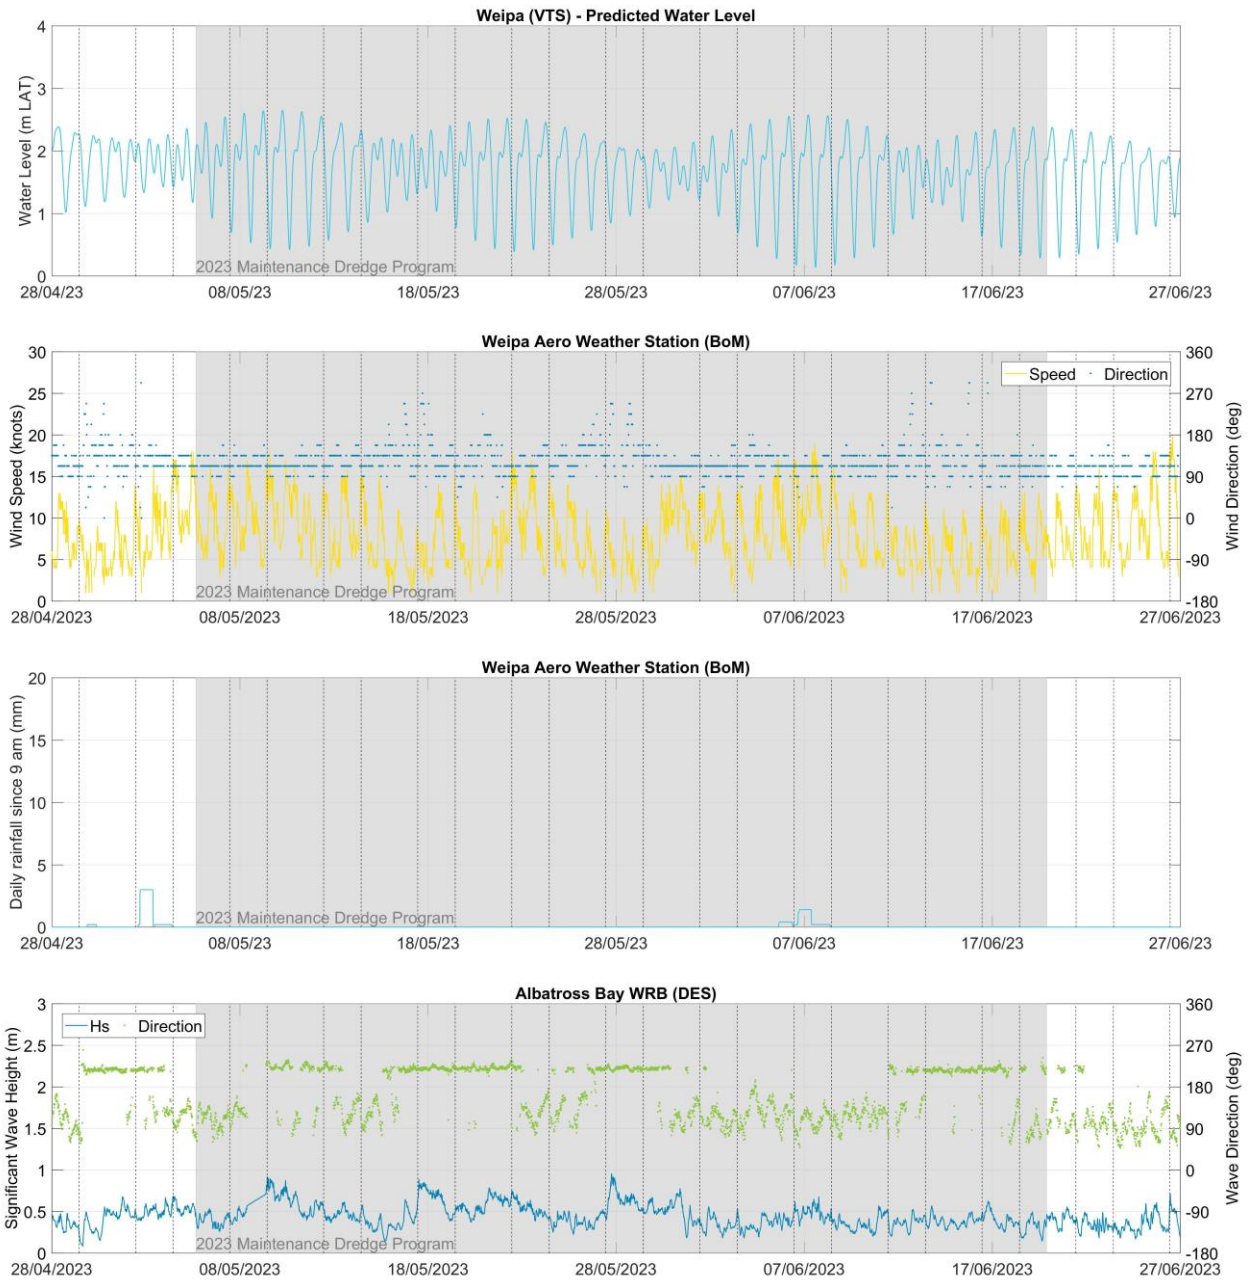 Weipa (VTS) - Predicted Water Level
Water Level (m LAT)
4
3
2
1
0
2023 Maintenance Dredge Program
28/04/23 08/05/23 18/05/23 28/05/23 07/06/23 17/06/23 27/06/23
Weipa Aero Weather Station (BoM)
Wind Speed (knots)
30
25
20
15
10
5
0
Speed Direction
360
270
180
90
0
-90
-180
Wind Direction (deg)
2023 Maintenance Dredge Program
28/04/2023 08/05/2023 18/05/2023 28/05/2023 07/06/2023 17/06/2023 27/06/2023
Weipa Aero Weather Station (BoM)
Daily rainfall since 9 am (mm)
20
15
10
5
0
2023 Maintenance Dredge Program
28/04/23 08/05/23 18/05/23 28/05/23 07/06/23 17/06/23 27/06/23
Albatross Bay WRB (DES)
Significant Wave Height (m)
3
2.5
2
1.5
1
0.5
0
Hs Direction
360
270
180
90
0
-90
-180
Wave Direction (deg)
2023 Maintenance Dredge Program
28/04/2023 08/05/2023 18/05/2023 28/05/2023 07/06/2023 17/06/2023 27/06/2023